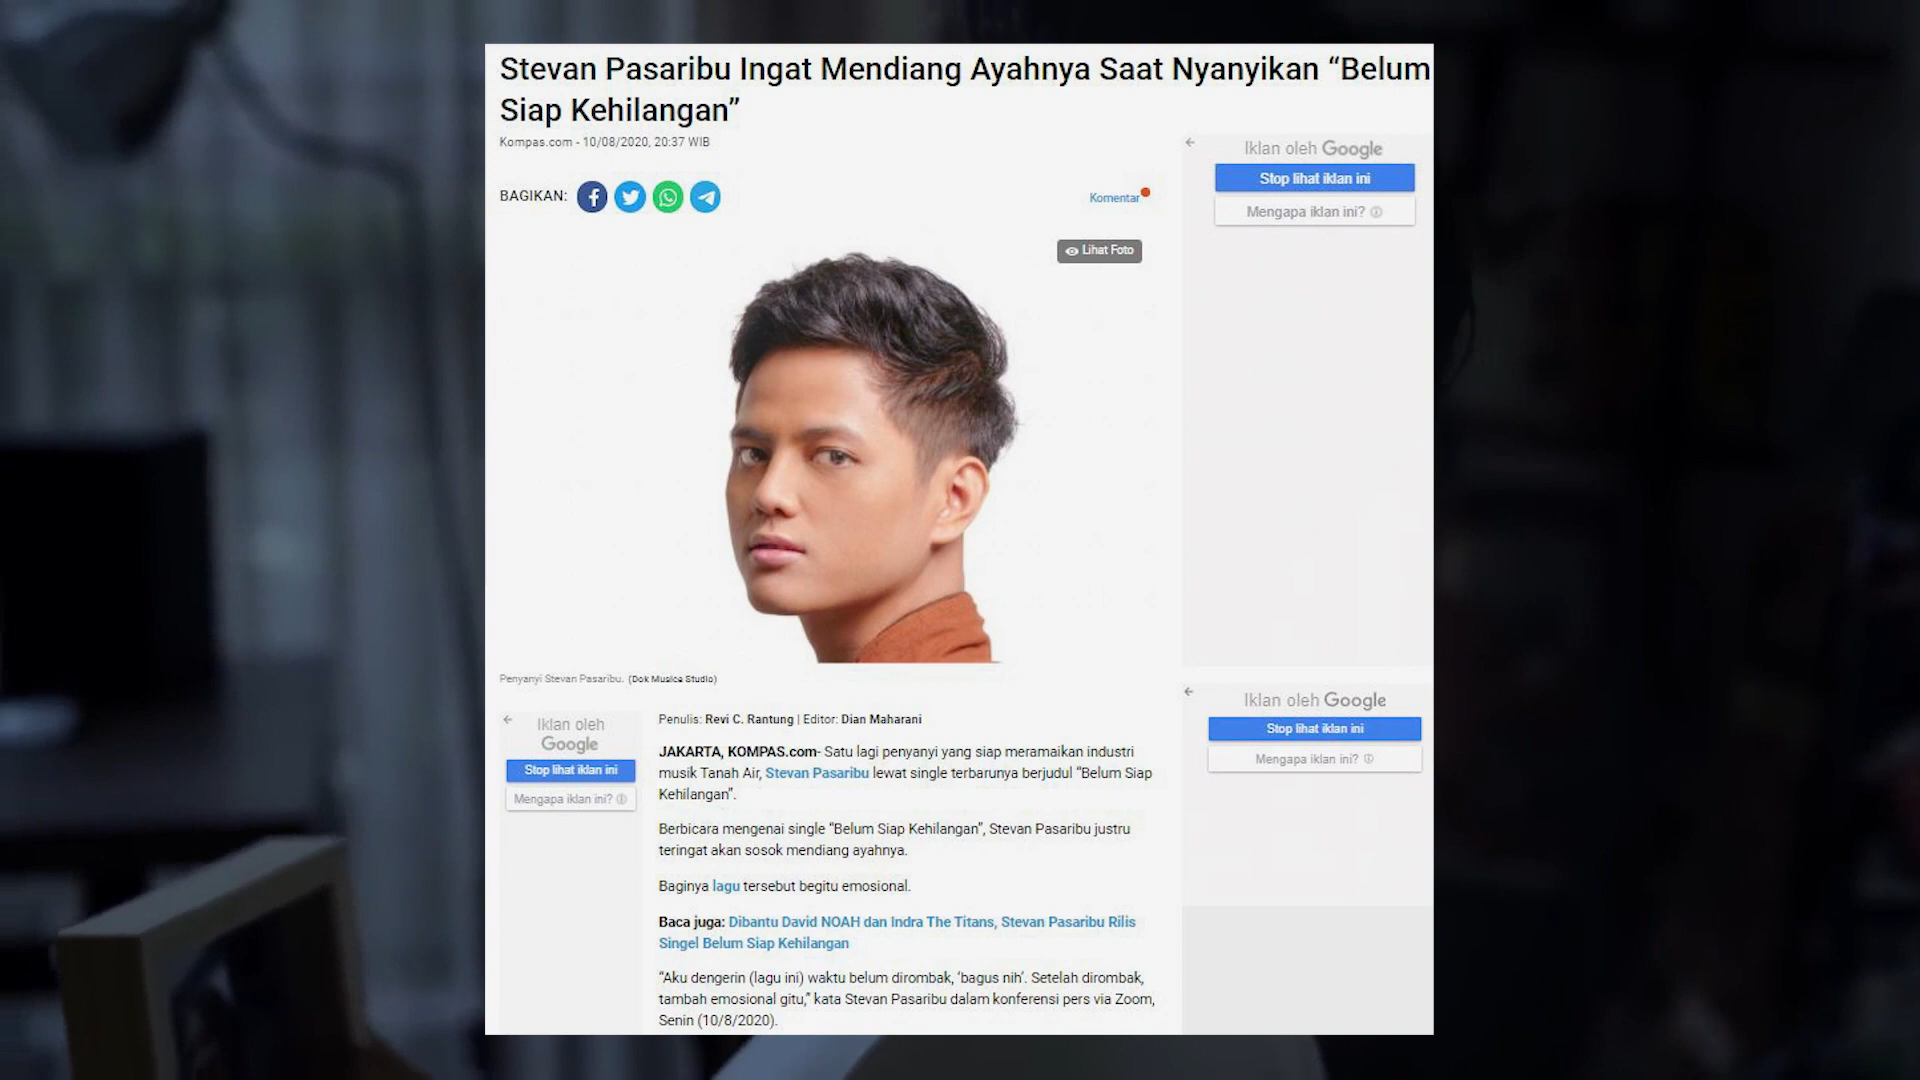 Stevan Pasaribu Ingat Mendiang Ayahnya Saat Nyanyikan “Belum
Siap Kehilangan”
Kompas.com - 10/08/2020, 20:37 WIB
BAGIKAN:
Komentar
Lihat Foto
Iklan oleh Google
Stop lihat iklan ini
Mengapa iklan ini?
Penyanyi Stevan Pasaribu. (Dok Musica Studio)
Iklan oleh
Google
Stop lihat iklan ini
Mengapa iklan ini?
Penulis: Revi C. Rantung | Editor: Dian Maharani
JAKARTA, KOMPAS.com- Satu lagi penyanyi yang siap meramaikan industri
musik Tanah Air, Stevan Pasaribu lewat single terbarunya berjudul “Belum Siap
Kehilangan”.
Berbicara mengenai single “Belum Siap Kehilangan”, Stevan Pasaribu justru
teringat akan sosok mendiang ayahnya.
Baginya lagu tersebut begitu emosional.
Baca juga: Dibantu David NOAH dan Indra The Titans, Stevan Pasaribu Rilis
Singel Belum Siap Kehilangan
“Aku dengerin (lagu ini) waktu belum dirombak, ‘bagus nih’. Setelah dirombak,
tambah emosional gitu,” kata Stevan Pasaribu dalam konferensi pers via Zoom,
Senin (10/8/2020).
Iklan oleh Google
Stop lihat iklan ini
Mengapa iklan ini?